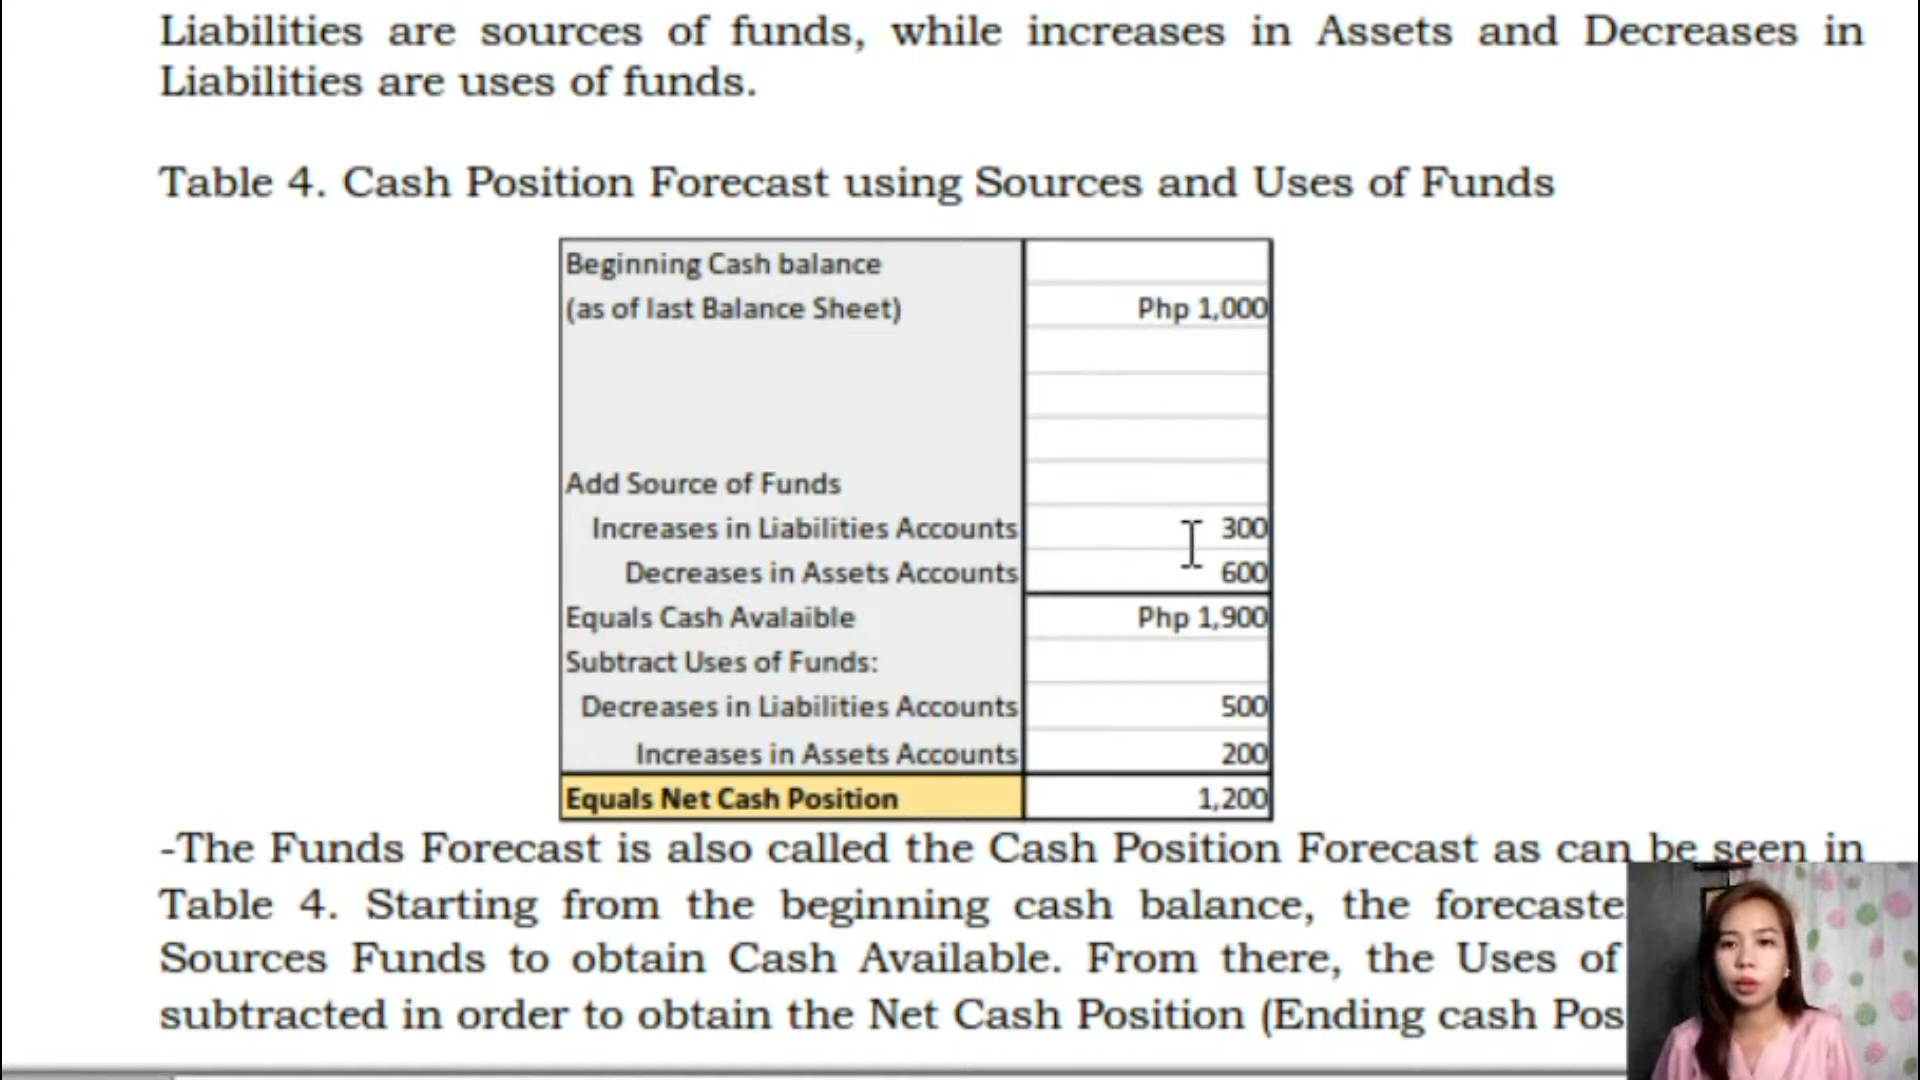 Liabilities are sources of funds, while increases in Assets and Decreases in
Liabilities are uses of funds.
Table 4. Cash Position Forecast using Sources and Uses of Funds
Beginning Cash balance
(as of last Balance Sheet) Php 1,000
Add Source of Funds
Increases in Liabilities Accounts 300
Decreases in Assets Accounts 600
Equals Cash Avalaible Php 1,900
Subtract Uses of Funds:
Decreases in Liabilities Accounts 500
Increases in Assets Accounts 200
Equals Net Cash Position 1,200
-The Funds Forecast is also called the Cash Position Forecast as can be seen in
Table 4. Starting from the beginning cash balance, the
Sources Funds to obtain Cash Available. From there, the Uses of
subtracted in order to obtain the Net Cash Position (Ending cash